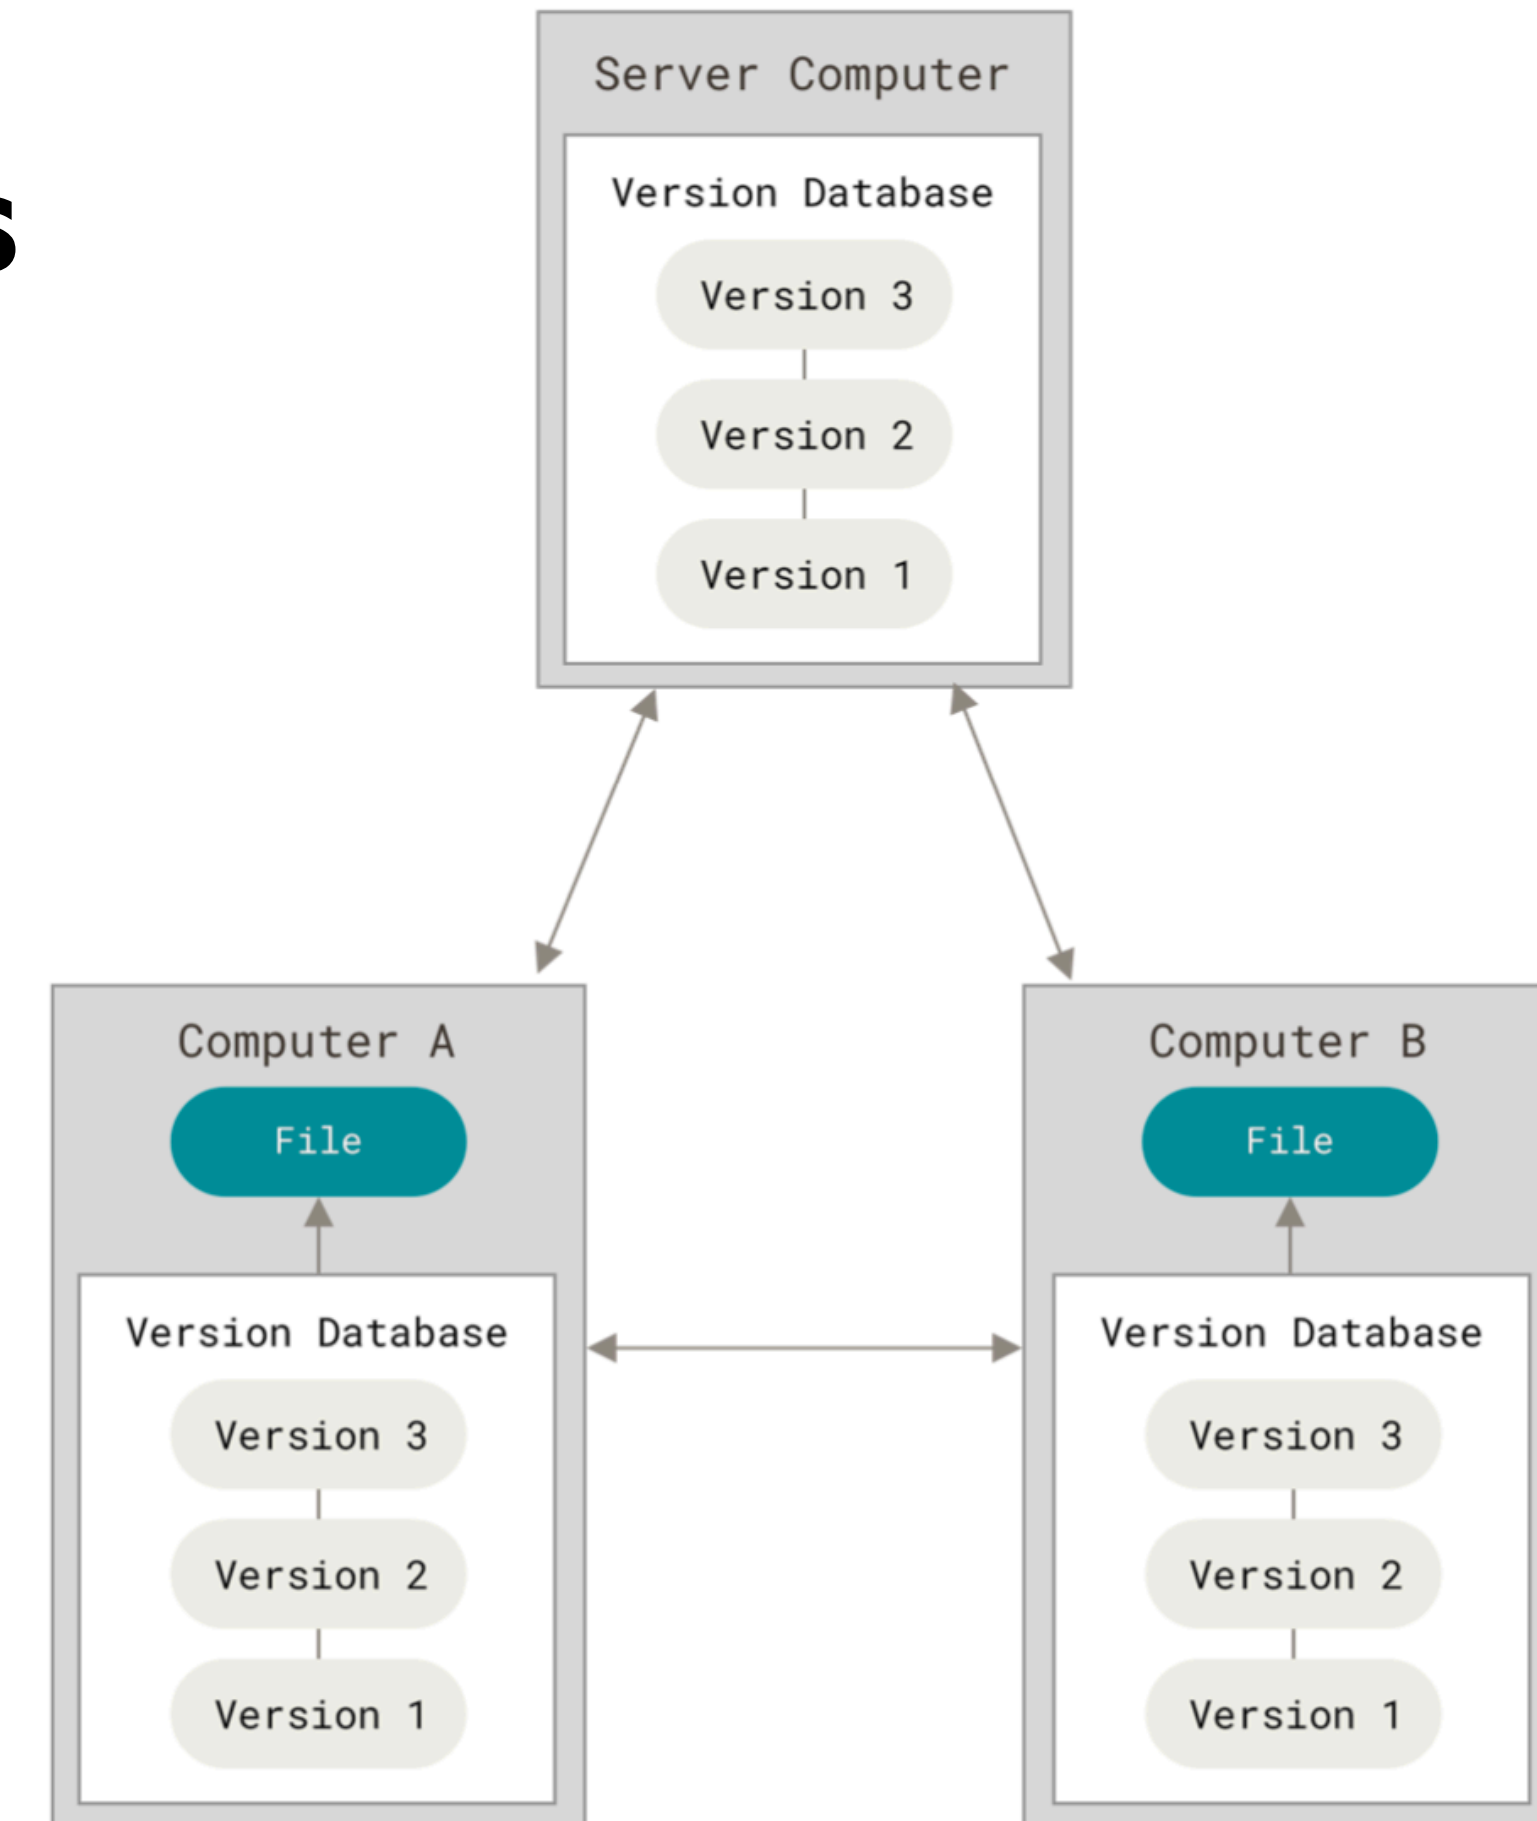 s
Server Computer
Version Database
Version 3
Version 2
Version 1
Computer A
File
Version Database
Version 3
Version 2
Version 1
Computer B
File
Version Database
Version 3
Version 2
Version 1